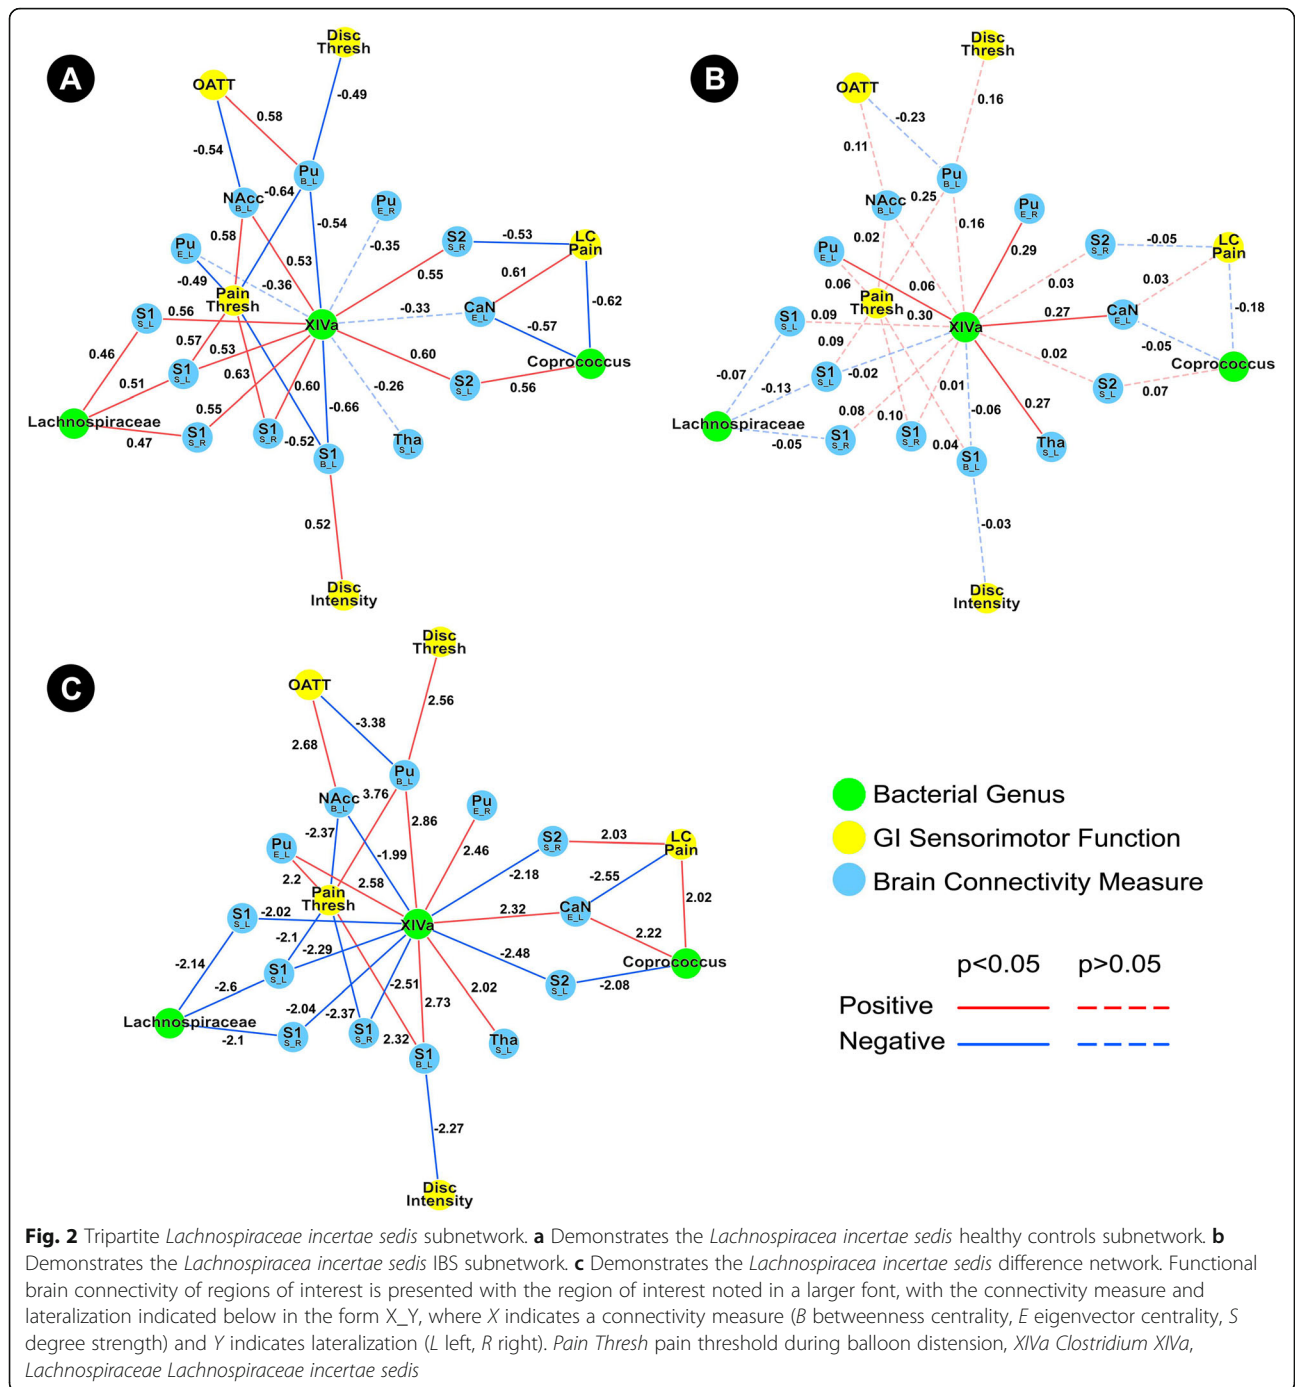 A
Disc
Thresh
OATT
-0.49
0.58
-0.54
Pu
B_L
-0.64
NAcc
B_L
Pu
E_R
-0.54
-0.35
Pu
E_L
0.58
0.53
S2
S_R
-0.53
LC
Pain
0.55
0.61
-0.49
-0.36
Pain
Thresh
-0.33
CaN
E_L
-0.62
S1
S_L
0.56
XIVa
-0.57
0.57
0.53
0.46
0.60
Coprococcus
S1
S_L
0.63
S2
S_L
0.56
0.51
0.60
-0.26
0.55
-0.66
Lachnospiraceae
0.47
S1
S_R
S1
S_R
-0.52
Tha
S_L
S1
B_L
0.52
Disc
Intensity
B
Disc
Thresh
OATT
0.16
-0.23
0.11
Pu
B_L
0.25
NAcc
B_L
Pu
E_R
0.16
Pu
E_L
0.02
0.29
S2
S_R
-0.05
LC
Pain
0.06
0.06
0.03
0.03
Pain
Thresh
0.30
0.27
CaN
E_L
-0.18
S1
S_L
0.09
XIVa
-0.05
0.09
0.02
Coprococcus
-0.07
-0.13
S1
S_L
-0.02
0.01
S2
S_L
0.07
0.08
0.10
-0.06
0.27
Lachnospiraceae
-0.05
S1
S_R
S1
S_R
0.04
Tha
S_L
S1
B_L
-0.03
Disc
Intensity
C
Disc
Thresh
OATT
2.56
-3.38
2.68
Pu
B_L
3.76
NAcc
B_L
Pu
E_R
2.86
-2.37
-1.99
2.46
Pu
E_L
S2
S_R
2.03
LC
Pain
2.2
2.58
-2.18
-2.55
Pain
Thresh
2.32
CaN
E_L
2.02
S1
S_L
-2.02
XIVa
2.22
-2.1
-2.29
-2.48
Coprococcus
-2.14
S1
S_L
-2.6
-2.51
2.73
2.02
S2
S_L
-2.08
-2.04
-2.37
Lachnospiraceae
-2.1
S1
S_R
S1
S_R
2.32
Tha
S_L
S1
B_L
-2.27
Disc
Intensity
Bacterial Genus
GI Sensorimotor Function
Brain Connectivity Measure
p<0.05 p>0.05
Positive
Negative
Fig. 2 Tripartite Lachnospiraceae incertae sedis subnetwork. a Demonstrates the Lachnospiracea incertae sedis healthy controls subnetwork. b
Demonstrates the Lachnospiracea incertae sedis IBS subnetwork. c Demonstrates the Lachnospiracea incertae sedis difference network. Functional
brain connectivity of regions of interest is presented with the region of interest noted in a larger font, with the connectivity measure and
lateralization indicated below in the form X_Y, where X indicates a connectivity measure (B betweenness centrality, E eigenvector centrality, S
degree strength) and Y indicates lateralization (L left, R right). Pain Thresh pain threshold during balloon distension, XIVa Clostridium XIVa,
Lachnospiraceae Lachnospiraceae incertae sedis